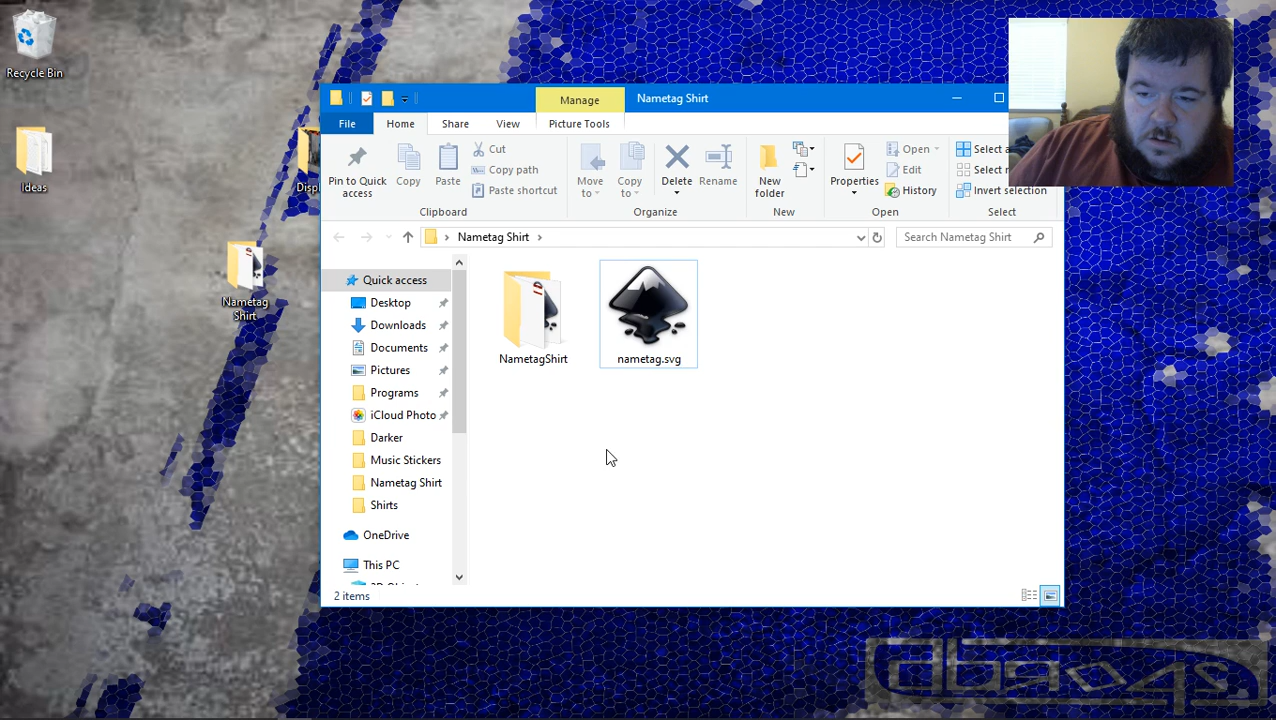 Recycle Bin
Ideas
Nametag
Shirt
Manage
Nametag Shirt
File
Home
Share
View
Picture Tools
Pin to Quick
access
Copy
Paste
Cut
Copy path
Paste shortcut
Move
to
Copy
to
Delete
Rename
New
folder
Properties
Open
Edit
History
Select
Select
Invert selection
Clipboard
Organize
New
Open
Select
Nametag Shirt
Search Nametag Shirt
Quick access
Desktop
Downloads
Documents
Pictures
Programs
iCloud Photo
Darker
Music Stickers
Nametag Shirt
Shirts
OneDrive
This PC
NametagShirt
nametag.svg
2 items